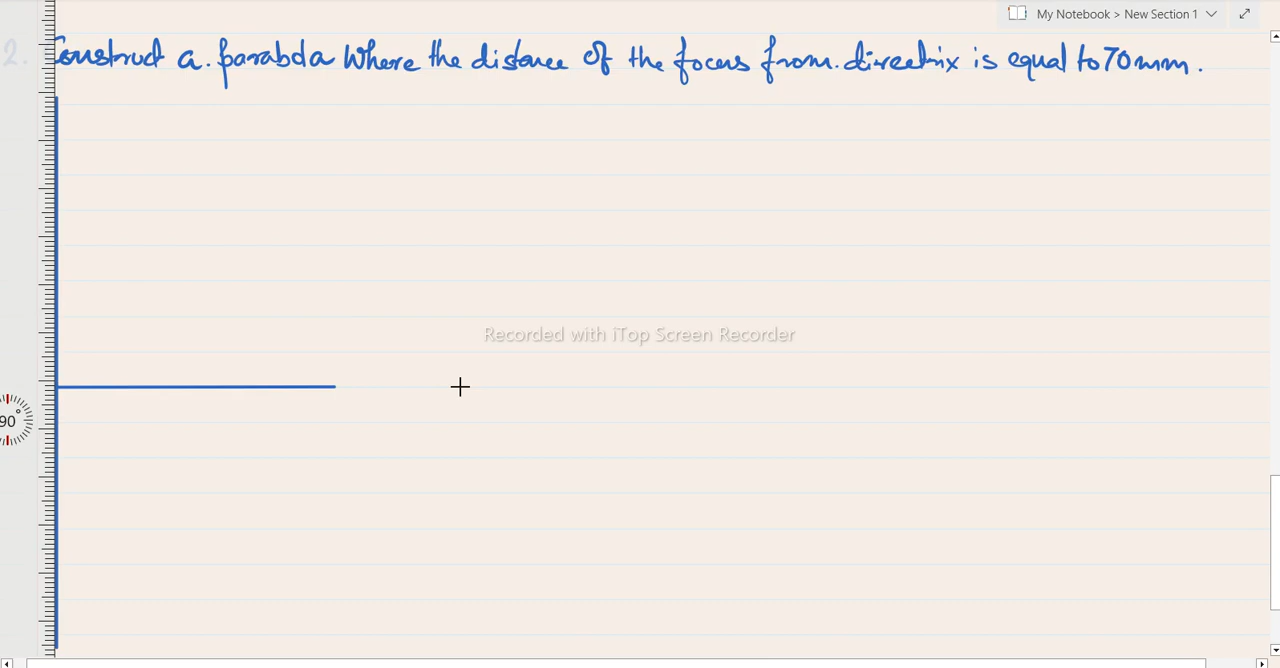 My Notebook > New Section 1
2. Construct a. parabola Where the distance of the focus from. directrix is equal to 70mm.
Recorded with iTop Screen Recorder
90°